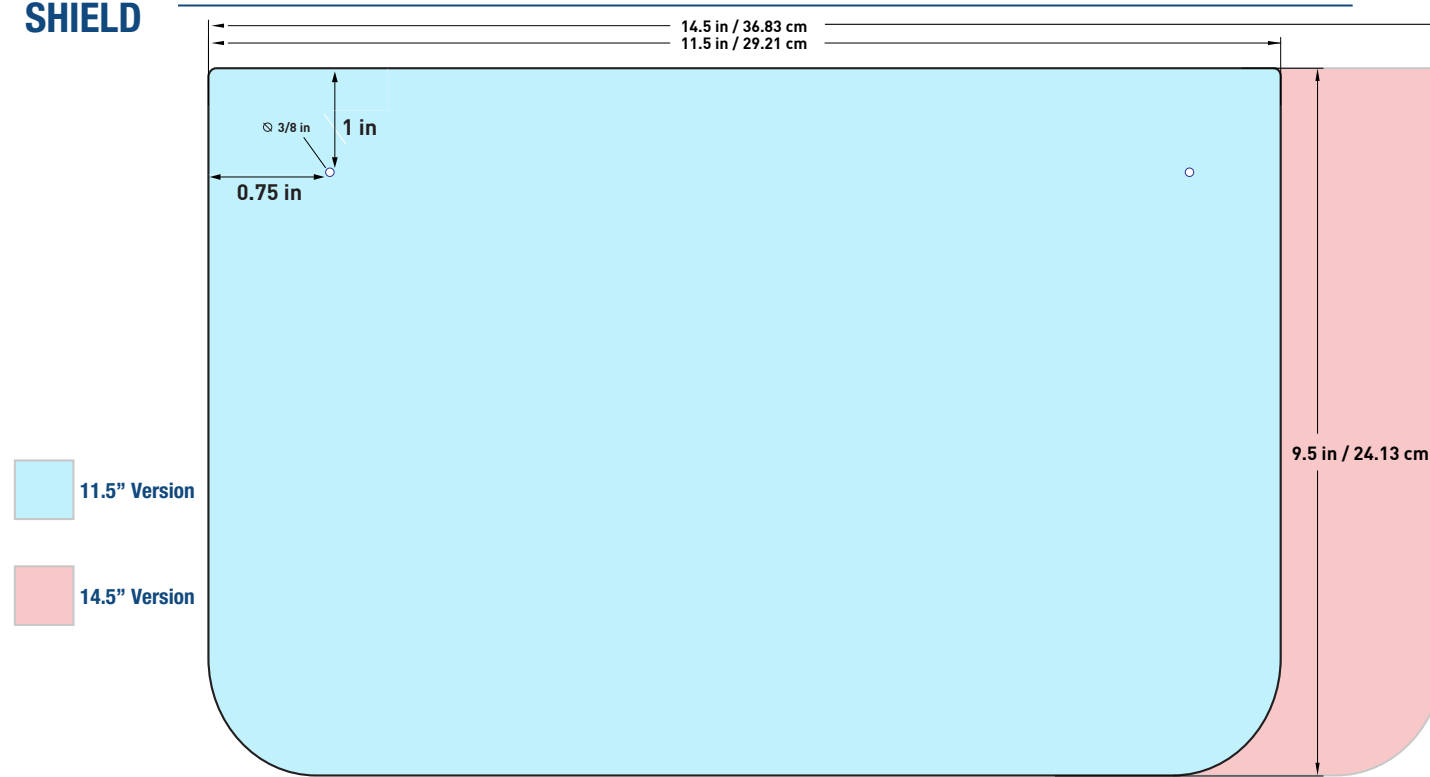 SHIELD
14.5 in / 36.83 cm
11.5 in / 29.21 cm
∅ 3/8 in
1 in
0.75 in
9.5 in / 24.13 cm
11.5” Version
14.5” Version